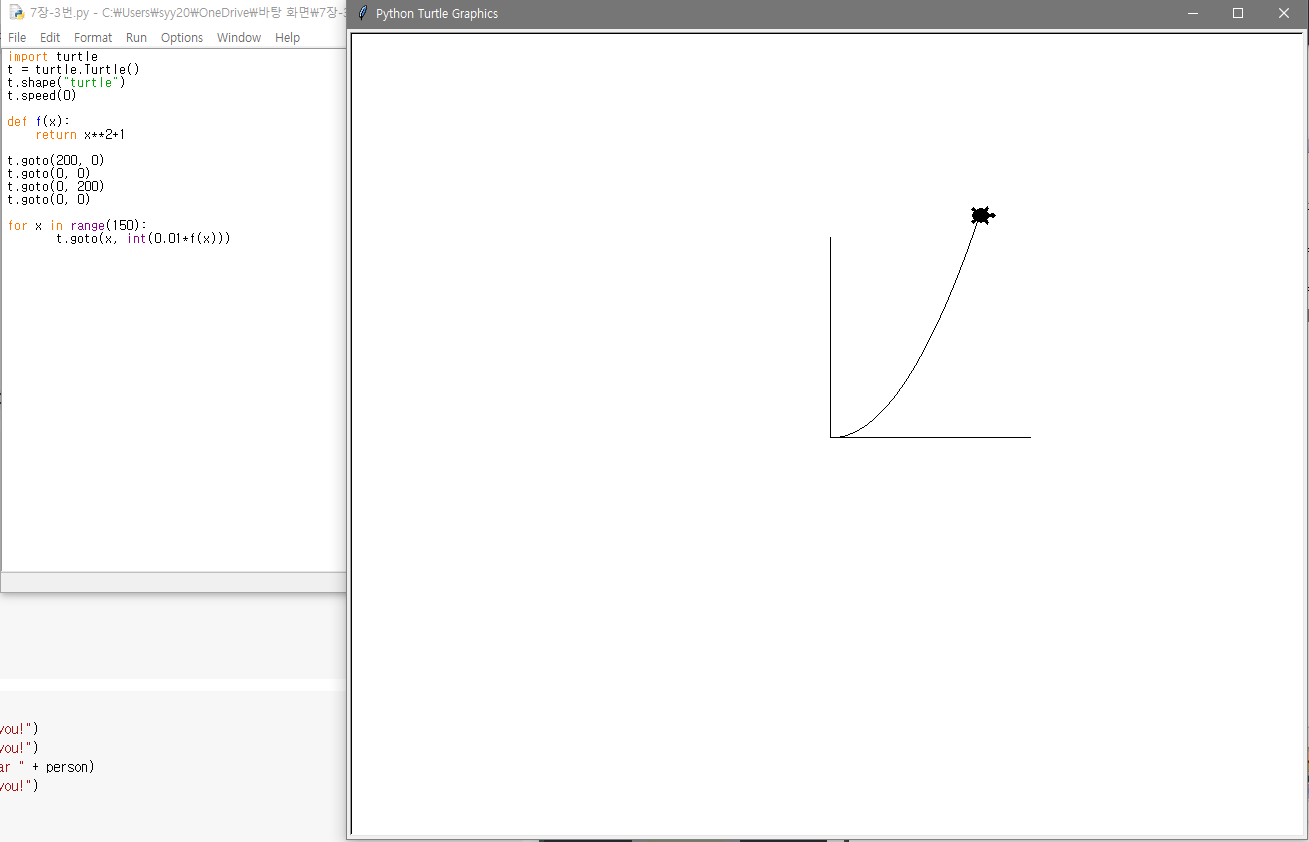 7장-3번.py - C:₩Users₩syy20₩OneDrive₩바탕 화면₩7장-3
File Edit Format Run Options Window Help
import turtle
t = turtle.Turtle()
t.shape("turtle")
t.speed(0)
def f(x):
    return x**2+1
t.goto(200, 0)
t.goto(0, 0)
t.goto(0, 200)
t.goto(0, 0)
for x in range(150):
       t.goto(x, int(0.01*f(x)))
Python Turtle Graphics
you!")
you!")
ar " + person)
you!")